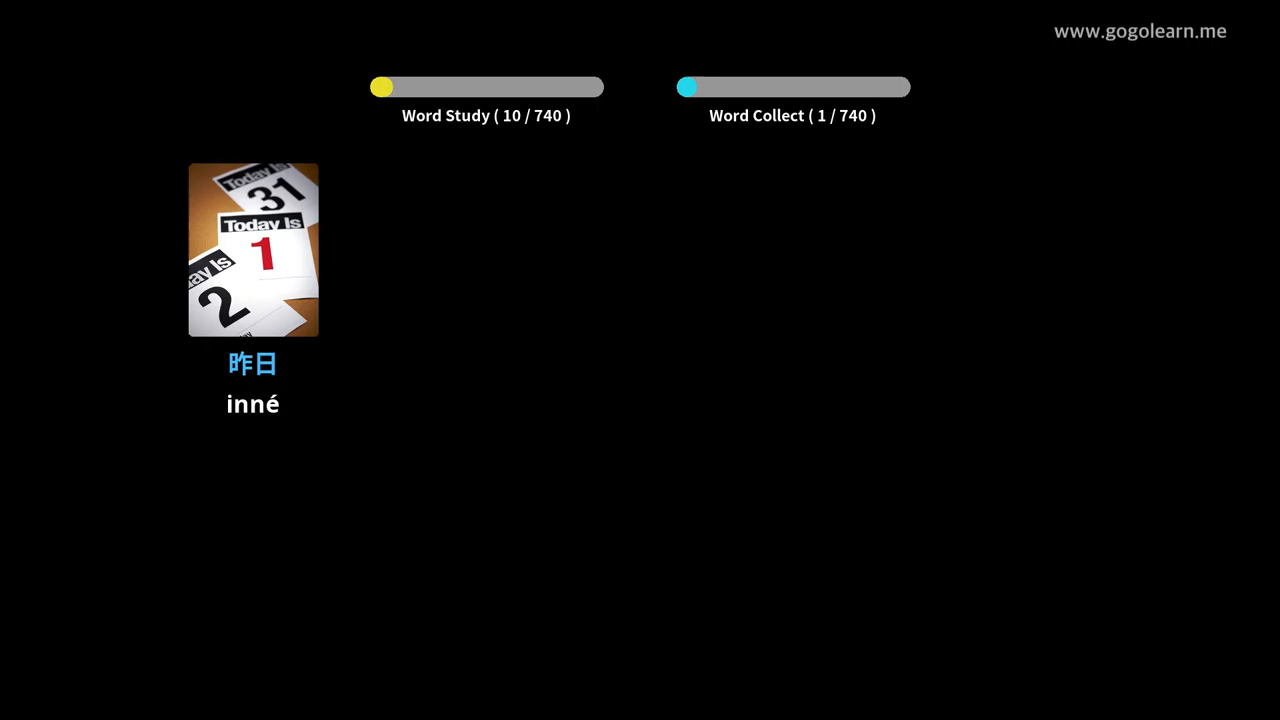 www.gogolearn.me
Word Study ( 10 / 740 )
Word Collect ( 1 / 740 )
Today Is
31
Today Is
1
ay Is
2
昨日
inné